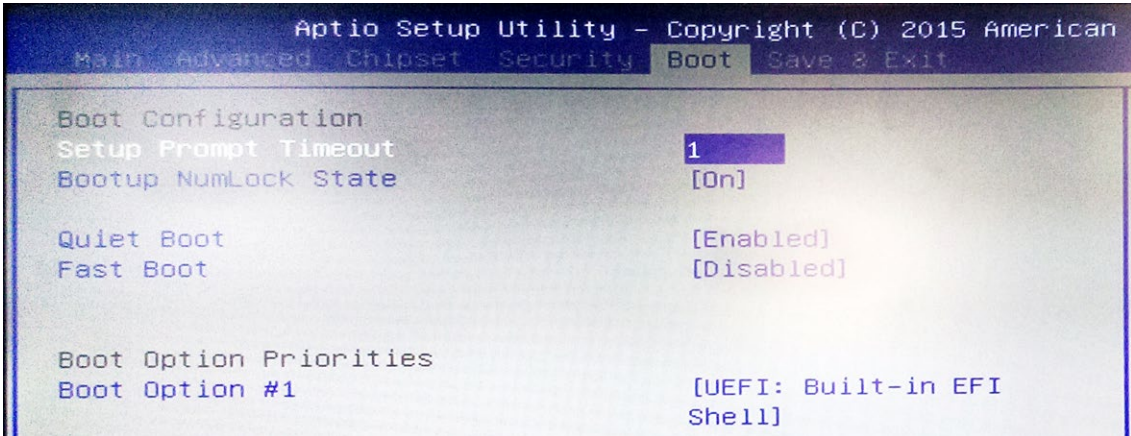 Aptio Setup Utility – Copyright (C) 2015 American
Main Advanced Chipset Security Boot Save & Exit
Boot Configuration
Setup Prompt Timeout 1
Bootup NumLock State [On]
Quiet Boot [Enabled]
Fast Boot [Disabled]
Boot Option Priorities
Boot Option #1 [UEFI: Built-in EFI
Shell]